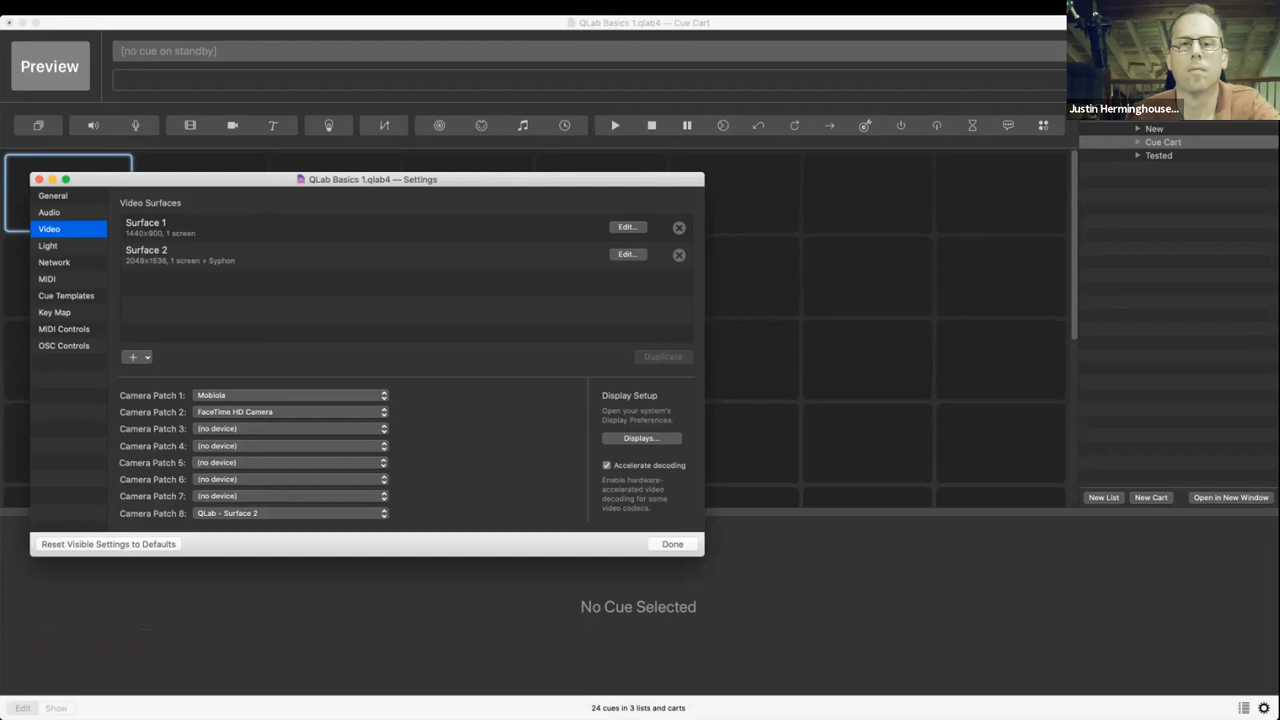 QLab Basics 1.qlab4 — Cue Cart
Preview
[no cue on standby]
Justin Herminghouse...
New
Cue Cart
Tested
QLab Basics 1.qlab4 — Settings
General
Audio
Video
Light
Network
MIDI
Cue Templates
Key Map
MIDI Controls
OSC Controls
Video Surfaces
Surface 1
1440×900, 1 screen
Edit...
Surface 2
2048×1536, 1 screen + Syphon
Edit...
Duplicate
Camera Patch 1: Mobiola
Camera Patch 2: FaceTime HD Camera
Camera Patch 3: (no device)
Camera Patch 4: (no device)
Camera Patch 5: (no device)
Camera Patch 6: (no device)
Camera Patch 7: (no device)
Camera Patch 8: QLab - Surface 2
Display Setup
Open your system's
Display Preferences.
Displays...
Accelerate decoding
Enable hardware-
accelerated video
decoding for some
video codecs.
Reset Visible Settings to Defaults
Done
New List
New Cart
Open in New Window
No Cue Selected
Edit
Show
24 cues in 3 lists and carts